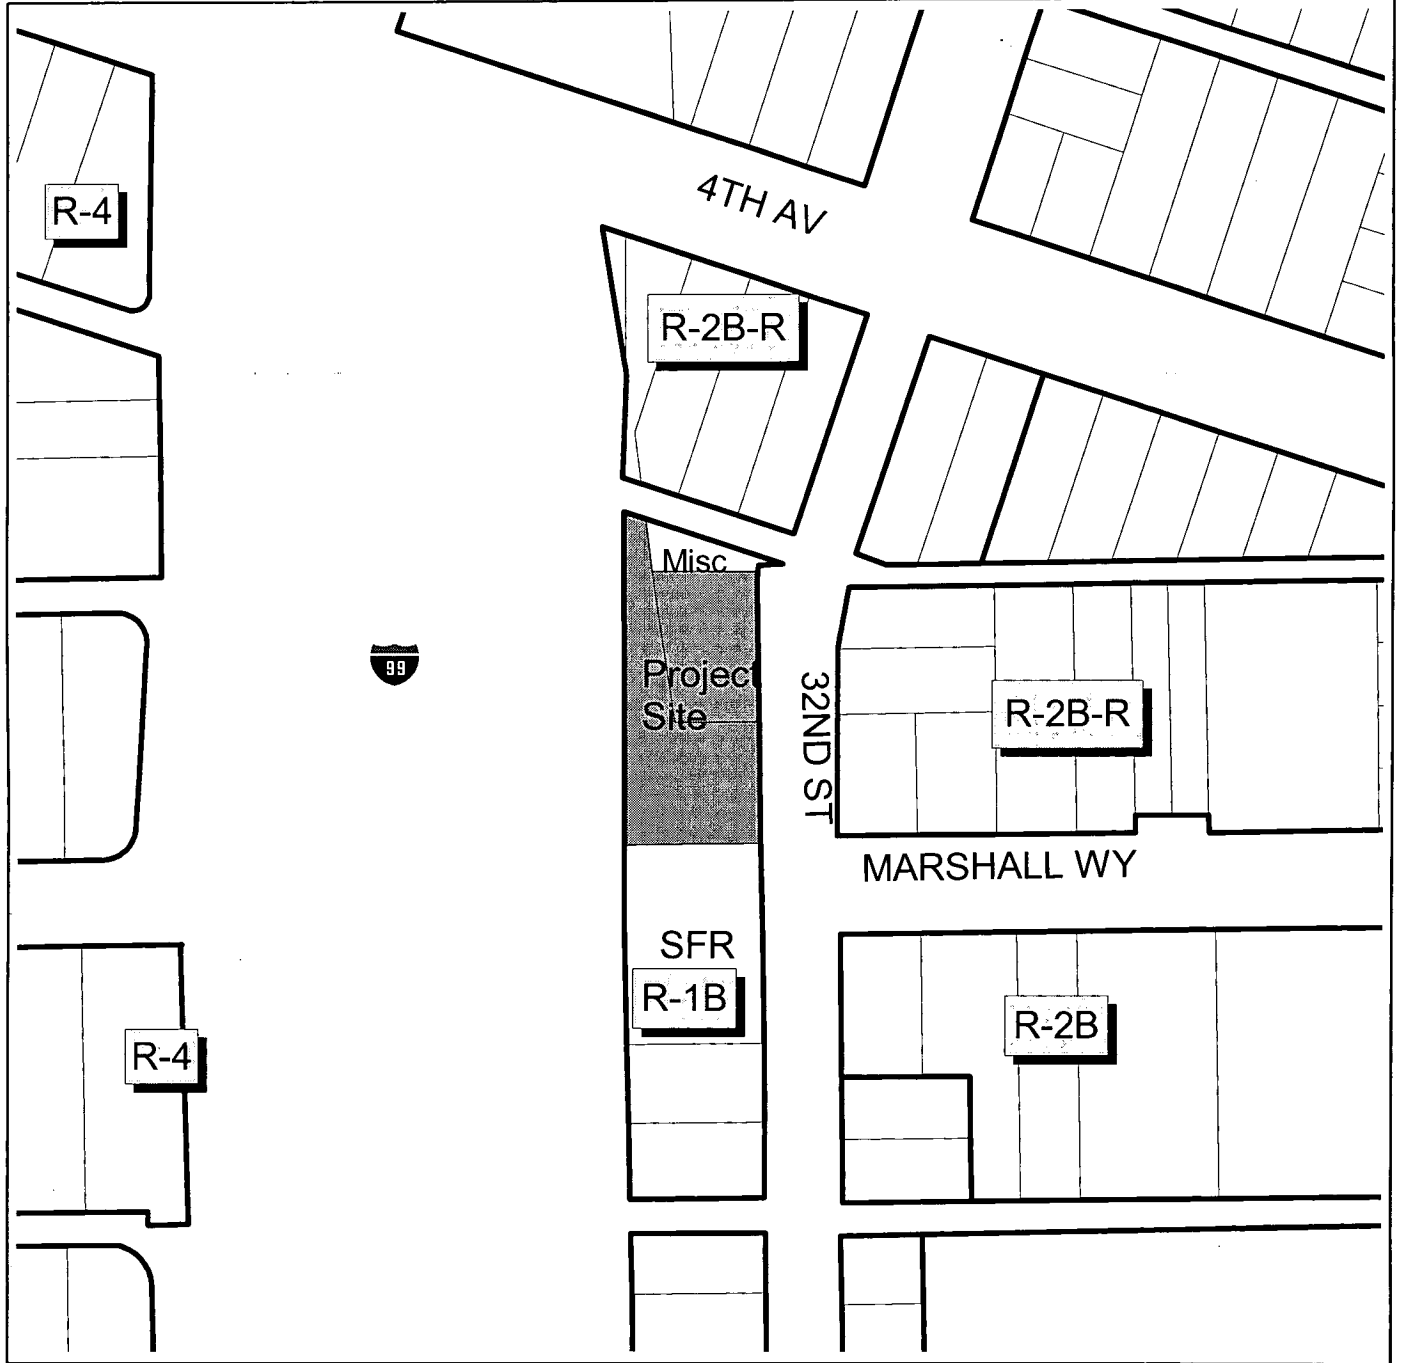 4TH AV
R-4
R-2B-R
Misc
99
Project
Site
32ND ST
R-2B-R
MARSHALL WY
SFR
R-1B
R-2B
R-4